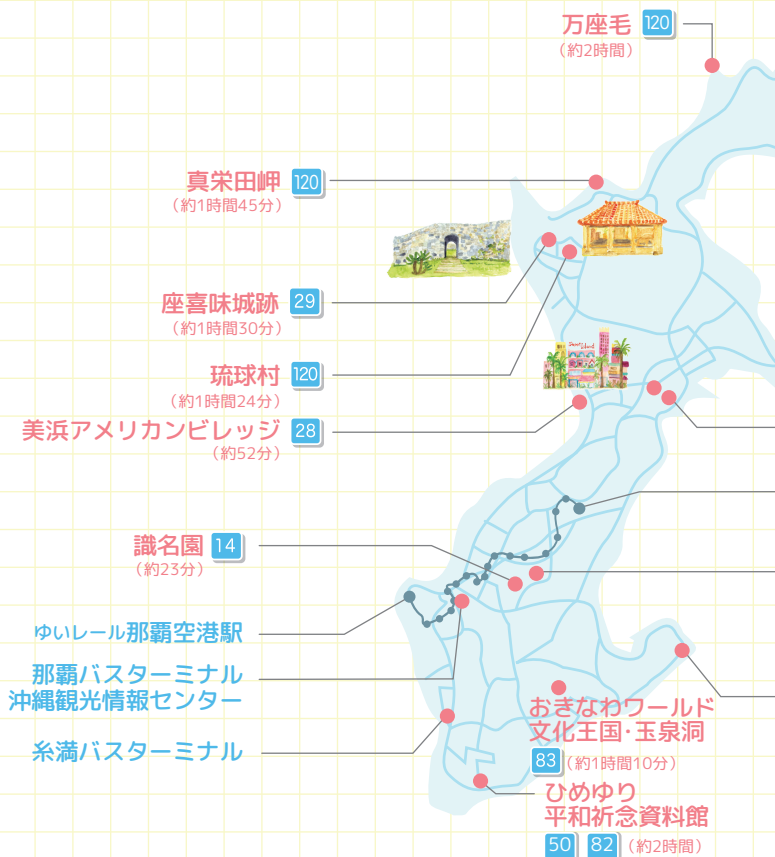 万座毛 120
（約2時間）
真栄田岬 120
（約1時間45分）
座喜味城跡 29
（約1時間30分）
琉球村 120
（約1時間24分）
美浜アメリカンビレッジ 28
（約52分）
識名園 14
（約23分）
ゆいレール那覇空港駅
那覇バスターミナル
沖縄観光情報センター
糸満バスターミナル
おきなわワールド
文化王国･玉泉洞
83（約1時間10分）
ひめゆり
平和祈念資料館
50 82（約2時間）